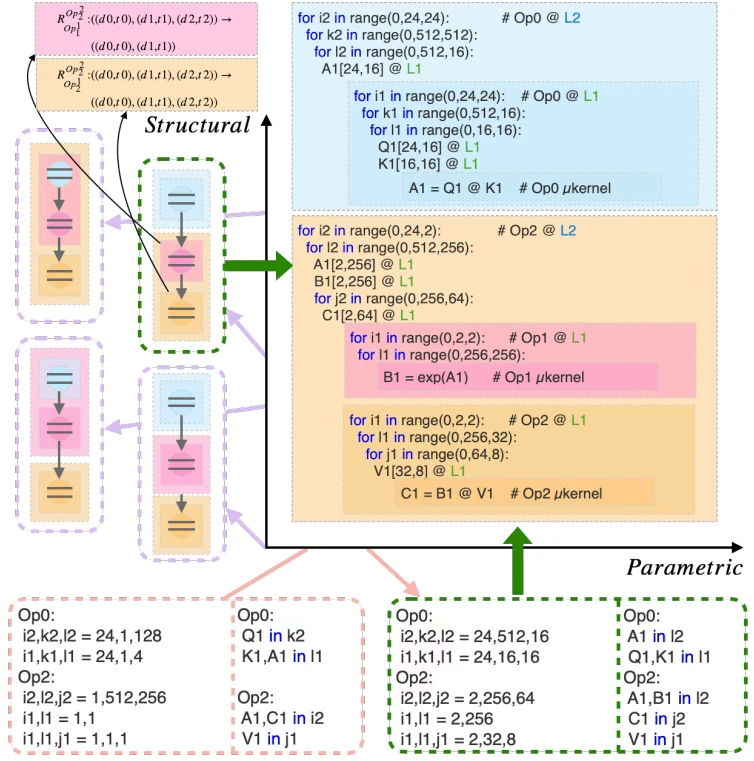 R^{Op_2^2}_{Op_1^1} :((d0,t0),(d1,t1),(d2,t2)) →
((d0,t0),(d1,t1))
R^{Op_2^2}_{Op_2^1} :((d0,t0),(d1,t1),(d2,t2)) →
((d0,t0),(d1,t1),(d2,t2))
Structural
for i2 in range(0,24,24): # Op0 @ L2
for k2 in range(0,512,512):
for l2 in range(0,512,16):
A1[24,16] @ L1
for i1 in range(0,24,24): # Op0 @ L1
for k1 in range(0,512,16):
for l1 in range(0,16,16):
Q1[24,16] @ L1
K1[16,16] @ L1
A1 = Q1 @ K1 # Op0 µkernel
for i2 in range(0,24,2): # Op2 @ L2
for l2 in range(0,512,256):
A1[2,256] @ L1
B1[2,256] @ L1
for j2 in range(0,256,64):
C1[2,64] @ L1
for i1 in range(0,2,2): # Op1 @ L1
for l1 in range(0,256,256):
B1 = exp(A1) # Op1 µkernel
for i1 in range(0,2,2): # Op2 @ L1
for l1 in range(0,256,32):
for j1 in range(0,64,8):
V1[32,8] @ L1
C1 = B1 @ V1 # Op2 µkernel
Parametric
Op0:
i2,k2,l2 = 24,1,128
i1,k1,l1 = 24,1,4
Op2:
i2,l2,j2 = 1,512,256
i1,l1 = 1,1
i1,l1,j1 = 1,1,1
Op0:
Q1 in k2
K1,A1 in l1
Op2:
A1,C1 in i2
V1 in j1
Op0:
i2,k2,l2 = 24,512,16
i1,k1,l1 = 24,16,16
Op2:
i2,l2,j2 = 2,256,64
i1,l1 = 2,256
i1,l1,j1 = 2,32,8
Op0:
A1 in l2
Q1,K1 in l1
Op2:
A1,B1 in l2
C1 in j2
V1 in j1